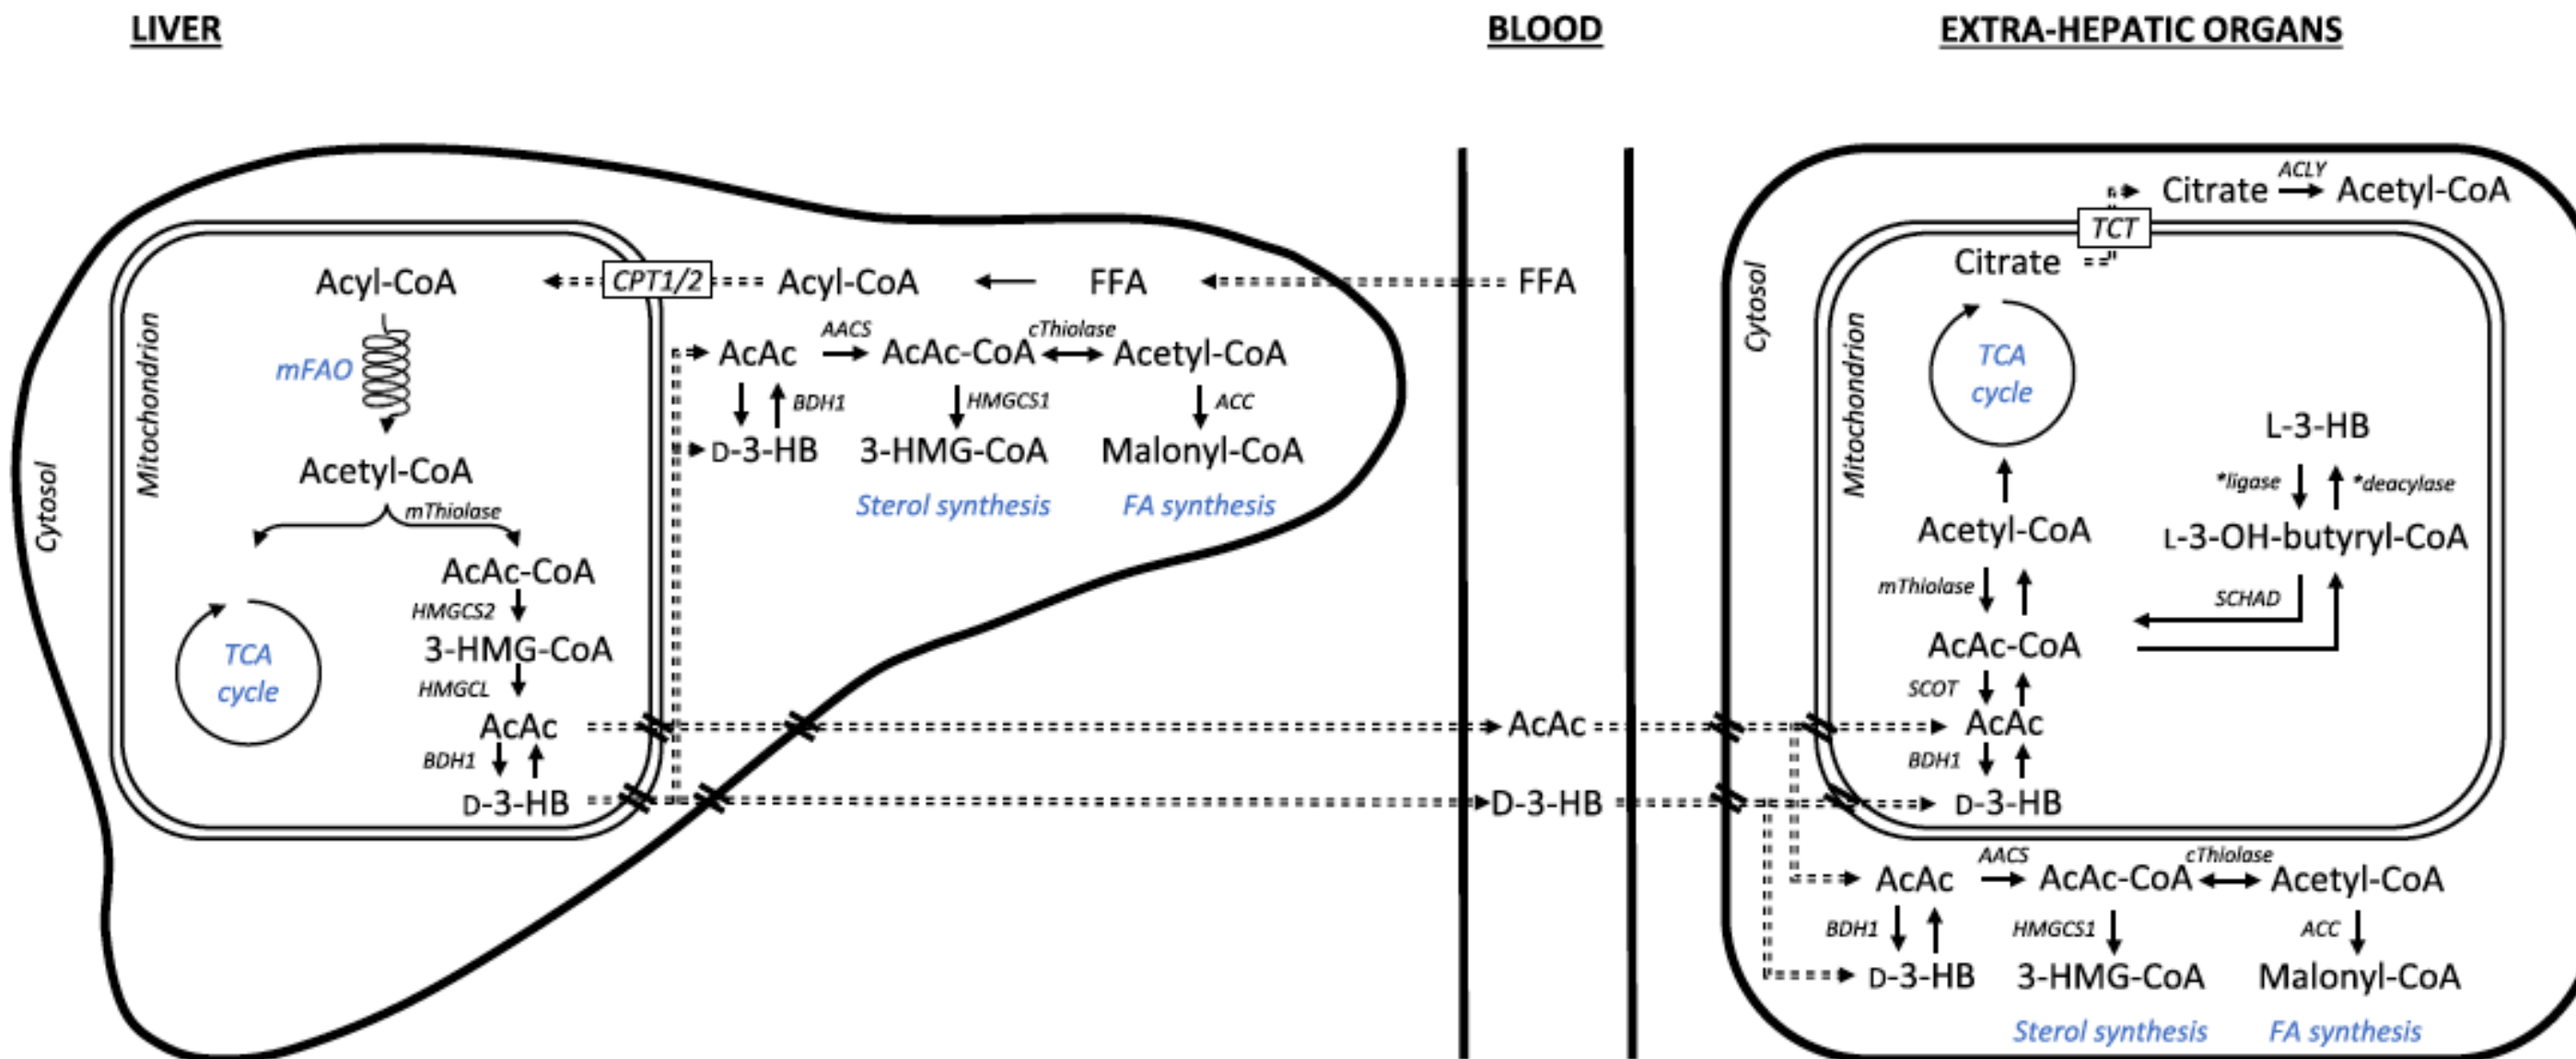 LIVER
BLOOD
EXTRA-HEPATIC ORGANS
Cytosol
Mitochondrion
Acyl-CoA
CPT1/2
Acyl-CoA
FFA
FFA
mFAO
Acetyl-CoA
mThiolase
AcAc-CoA
HMGCS2
3-HMG-CoA
HMGCL
AcAc
BDH1
D-3-HB
TCA
cycle
AcAc
AACS
AcAc-CoA
cThiolase
Acetyl-CoA
BDH1
HMGCS1
ACC
D-3-HB
3-HMG-CoA
Malonyl-CoA
Sterol synthesis
FA synthesis
AcAc
D-3-HB
Cytosol
Mitochondrion
Citrate
ACLY
Acetyl-CoA
TCT
Citrate
TCA
cycle
Acetyl-CoA
mThiolase
AcAc-CoA
SCOT
AcAc
BDH1
D-3-HB
L-3-HB
*ligase
*deacylase
L-3-OH-butyryl-CoA
SCHAD
AcAc
AACS
AcAc-CoA
cThiolase
Acetyl-CoA
BDH1
HMGCS1
ACC
D-3-HB
3-HMG-CoA
Malonyl-CoA
Sterol synthesis
FA synthesis